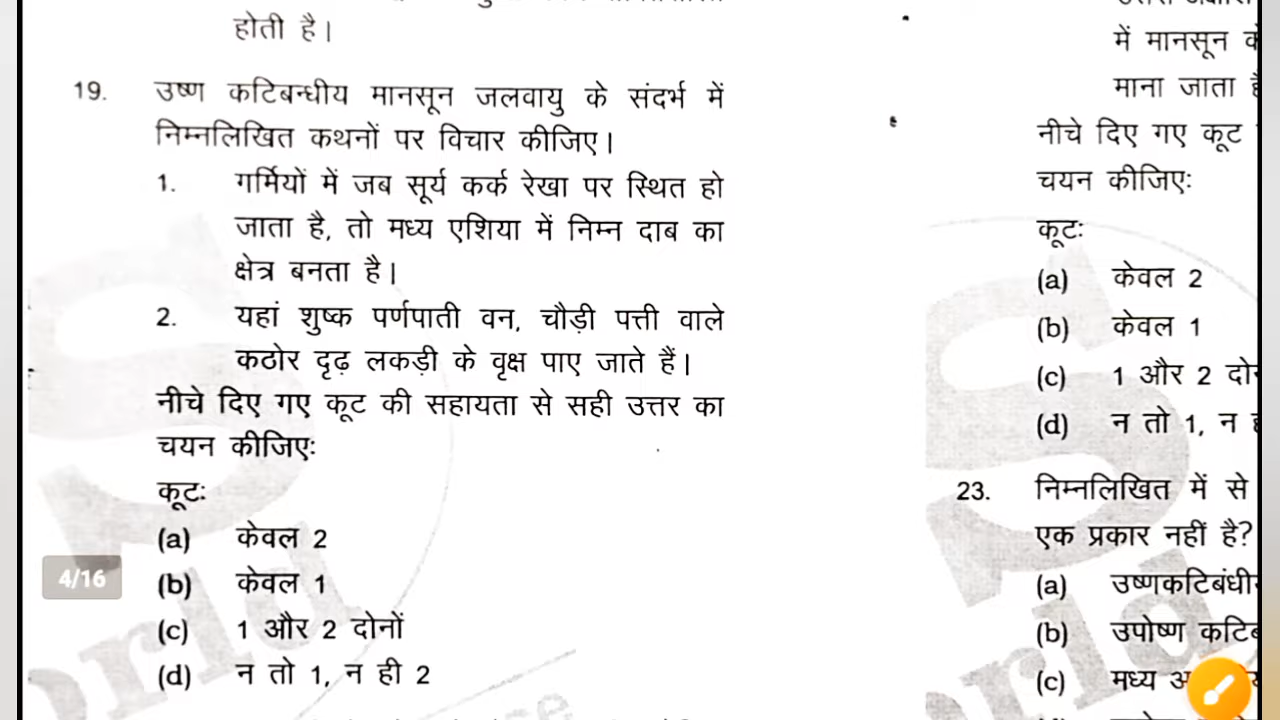 होती है।
19. उष्ण कटिबन्धीय मानसून जलवायु के संदर्भ में
निम्नलिखित कथनों पर विचार कीजिए।
1. गर्मियों में जब सूर्य कर्क रेखा पर स्थित हो
जाता है, तो मध्य एशिया में निम्न दाब का
क्षेत्र बनता है।
2. यहां शुष्क पर्णपाती वन, चौड़ी पत्ती वाले
कठोर दृढ़ लकड़ी के वृक्ष पाए जाते हैं।
नीचे दिए गए कूट की सहायता से सही उत्तर का
चयन कीजिएः
कूटः
(a) केवल 2
(b) केवल 1
(c) 1 और 2 दोनों
(d) न तो 1, न ही 2
4/16
में मानसून
माना जाता
नीचे दिए गए कूट
चयन कीजिएः
कूटः
(a) केवल 2
(b) केवल 1
(c) 1 और 2
(d) न तो 1, न
23. निम्नलिखित में से
एक प्रकार नहीं है?
(a)
(b) उपोष्ण
(c) मध्य